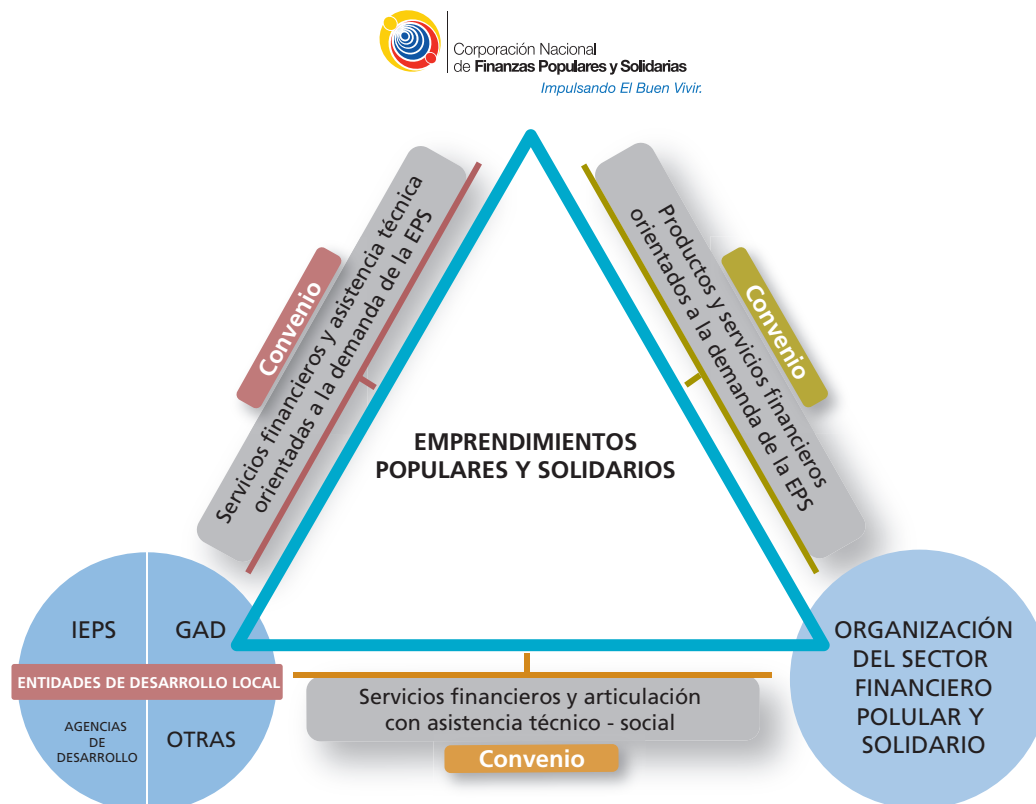 Corporación Nacional
de Finanzas Populares y Solidarias
Impulsando El Buen Vivir.
Convenio
Servicios financieros y asistencia técnica
orientadas a la demanda de la EPS
Productos y servicios financieros
orientados a la demanda de la EPS
Convenio
EMPRENDIMIENTOS
POPULARES Y SOLIDARIOS
IEPS
GAD
ENTIDADES DE DESARROLLO LOCAL
AGENCIAS
DE
DESARROLLO
OTRAS
Servicios financieros y articulación
con asistencia técnico - social
Convenio
ORGANIZACIÓN
DEL SECTOR
FINANCIERO
POLULAR Y
SOLIDARIO